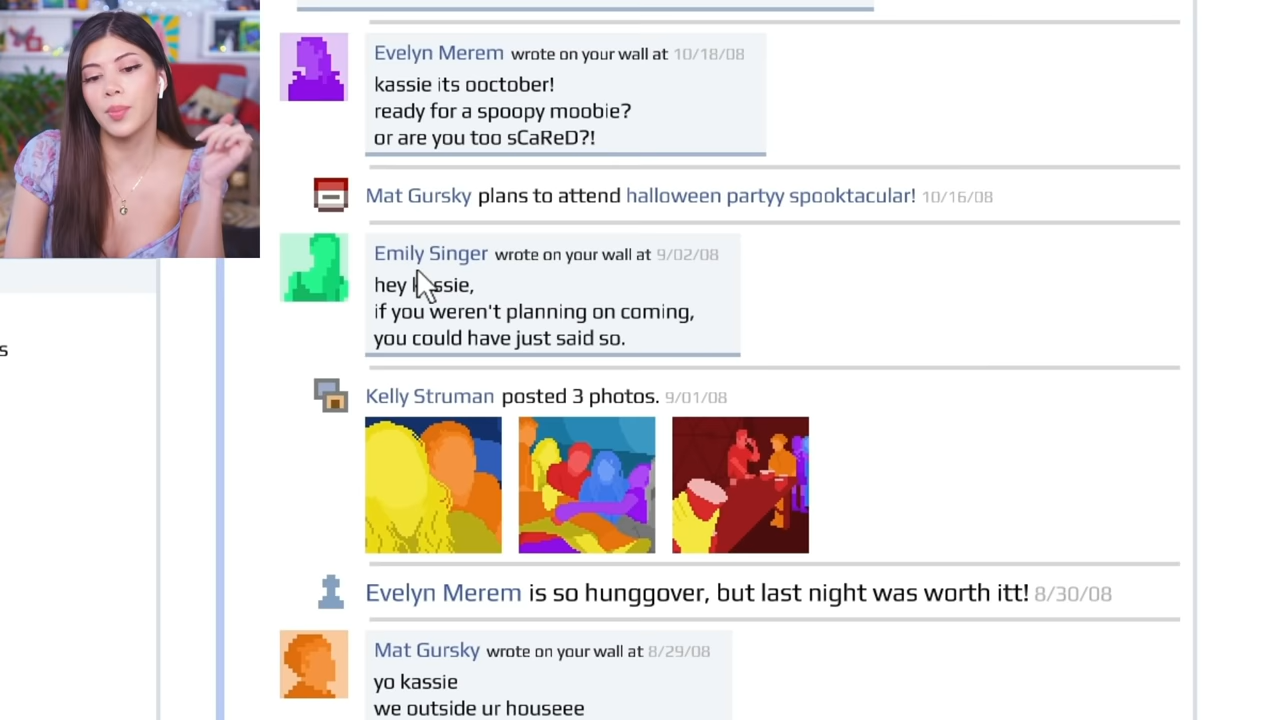 Evelyn Merem wrote on your wall at 10/18/08
kassie its ooctober!
ready for a spoopy moobie?
or are you too sCaReD?!
Mat Gursky plans to attend halloween partyy spooktacular! 10/16/08
Emily Singer wrote on your wall at 9/02/08
hey kassie,
if you weren't planning on coming,
you could have just said so.
Kelly Struman posted 3 photos. 9/01/08
s
Evelyn Merem is so hunggover, but last night was worth itt! 8/30/08
Mat Gursky wrote on your wall at 8/29/08
yo kassie
we outside ur houseee